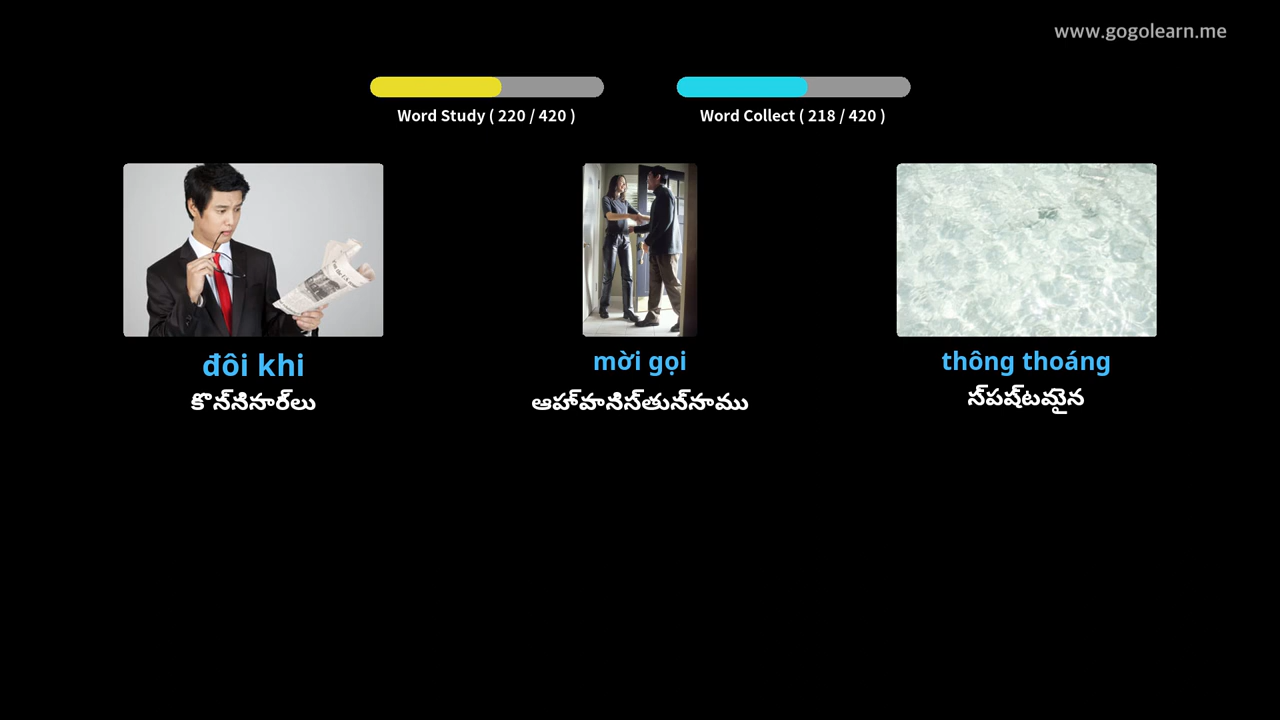 www.gogolearn.me
Word Study ( 220 / 420 )
Word Collect ( 218 / 420 )
đôi khi
mời gọi
thông thoáng
కొన్‌నిసార్‌లు
ఆహ్‌వానిస్‌తున్‌నాము
స్‌పష్‌టమైన